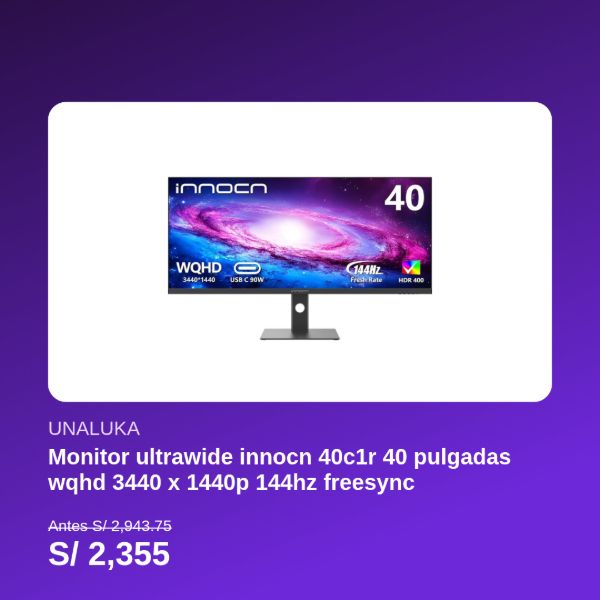 innocn
40
WQHD
3440*1440
USB C 90W
144Hz
Fresh Rate
HDR 400
UNALUKA
Monitor ultrawide innocn 40c1r 40 pulgadas
wqhd 3440 x 1440p 144hz freesync
Antes S/ 2,943.75
S/ 2,355